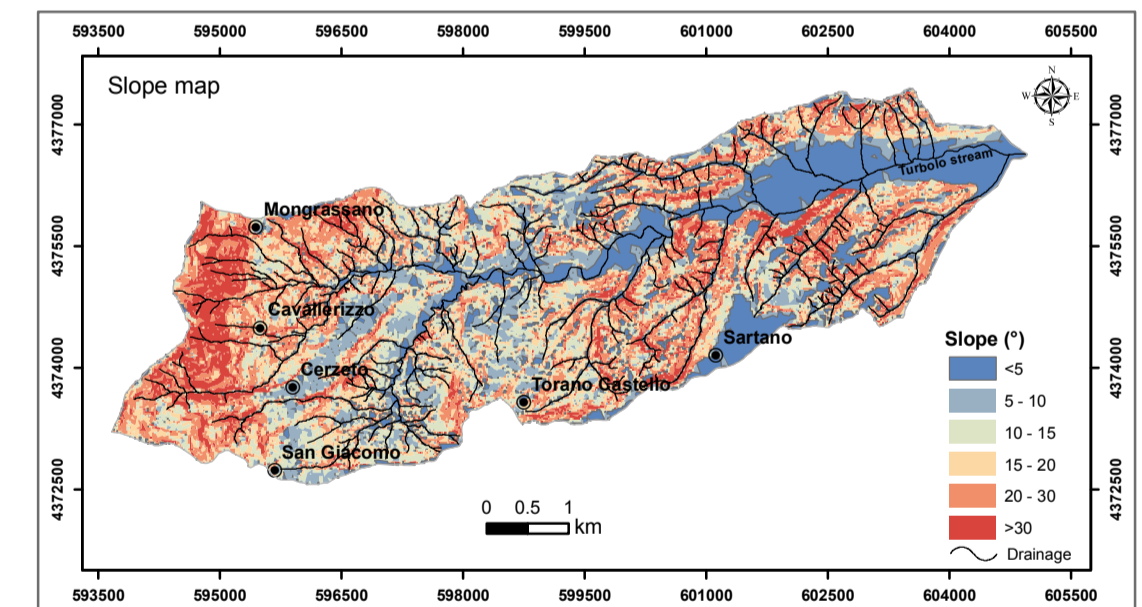 593500 595000 596500 598000 599500 601000 602500 604000 605500
Slope map
N
W E
S
4377000
4377000
Turbolo stream
Mongrassano
4375500
4375500
Cavallerizzo
Sartano
Slope (°)
<5
4374000
4374000
Cerzeto
Torano Castello
5 - 10
10 - 15
San Giacomo
15 - 20
4372500
4372500
20 - 30
0 0.5 1
km
>30
Drainage
593500 595000 596500 598000 599500 601000 602500 604000 605500